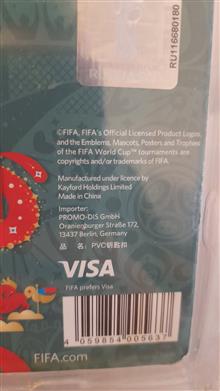 RU116680180
©FIFA, FIFA's Official Licensed Product Logos,
and the Emblems, Mascots, Posters and Trophies
of the FIFA World Cup™ tournaments are
copyrights and/or trademarks of FIFA.
Manufactured under licence by
Kayford Holdings Limited
Made in China
Importer:
PROMO-DIS GmbH
Oranienburger Straße 172,
13437 Berlin, Germany
品 名: PVC钥匙扣
VISA
FIFA prefers Visa
4 059854 005637
FIFA.com